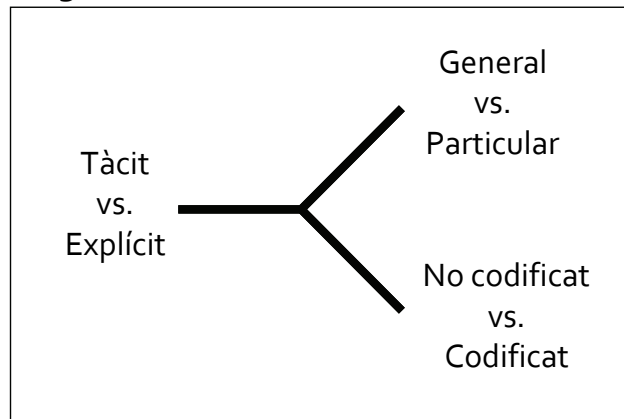 Tàcit
vs.
Explícit
General
vs.
Particular
No codificat
vs.
Codificat